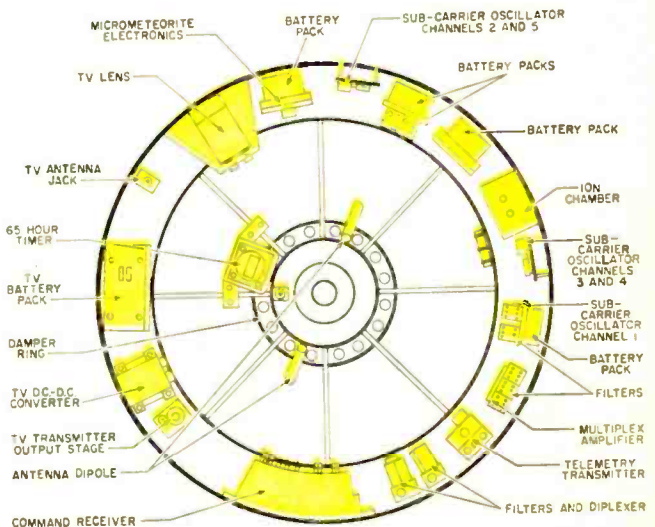 MICROMETEORITE
ELECTRONICS
BATTERY
PACK
SUB-CARRIER OSCILLATOR
CHANNELS 2 AND 5
TV LENS
BATTERY PACKS
BATTERY PACK
TV ANTENNA
JACK
ION
CHAMBER
65 HOUR
TIMER
SUB-
CARRIER
OSCILLATOR
CHANNELS
3 AND 4
TV
BATTERY
PACK
SUB-
CARRIER
OSCILLATOR
CHANNEL 1
DAMPER
RING
BATTERY
PACK
TV DC.-D.C
CONVERTER
FILTERS
MULTIPLEX
AMPLIFIER
TV TRANSMITTER
OUTPUT STAGE
TELEMETRY
TRANSMITTER
ANTENNA DIPOLE
FILTERS AND DIPLEXER
COMMAND RECEIVER